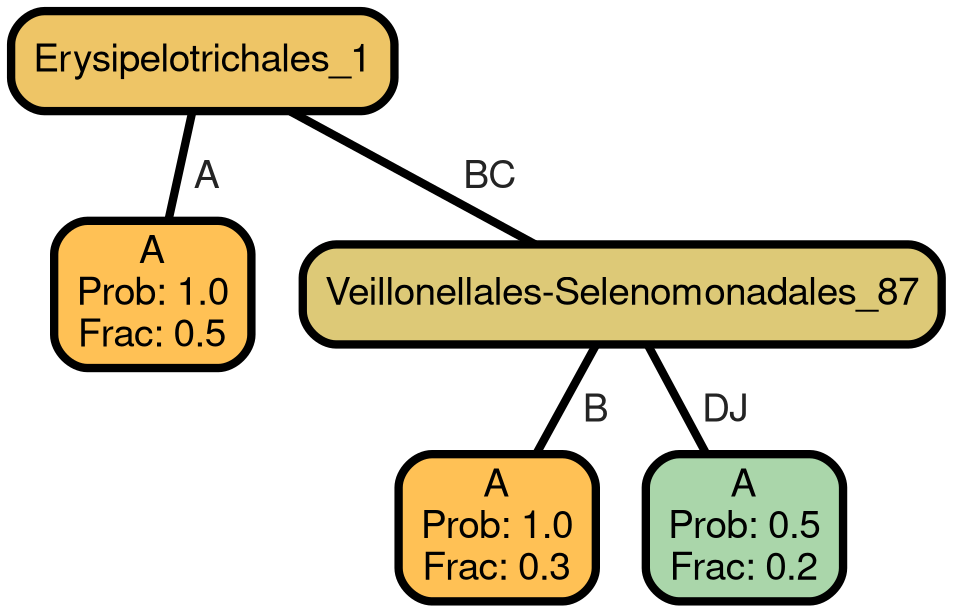 Erysipelotrichales_1
A
BC
A
Prob: 1.0
Frac: 0.5
Veillonellales-Selenomonadales_87
B
DJ
A
Prob: 1.0
Frac: 0.3
A
Prob: 0.5
Frac: 0.2